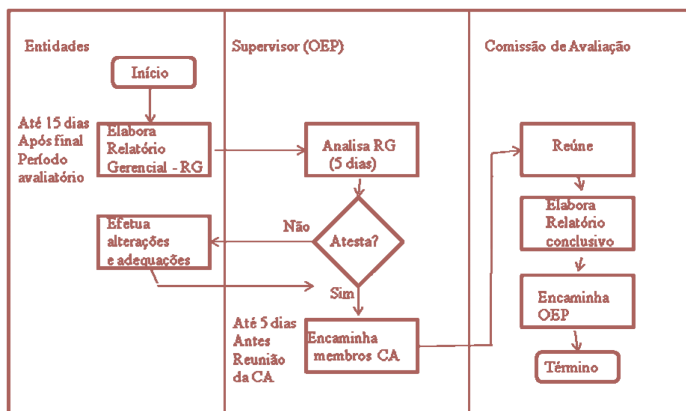 Entidades
Supervisor (OEP)
Comissão de Avaliação
Início
Até 15 dias
Após final
Período
avaliatório
Elabora
Relatório
Gerencial - RG
Analisa RG
(5 dias)
Reúne
Efetua
alterações
e adequações
Não
Atesta?
Sim
Elabora
Relatório
conclusivo
Até 5 dias
Antes
Reunião
da CA
Encaminha
membros CA
Encaminha
OEP
Término